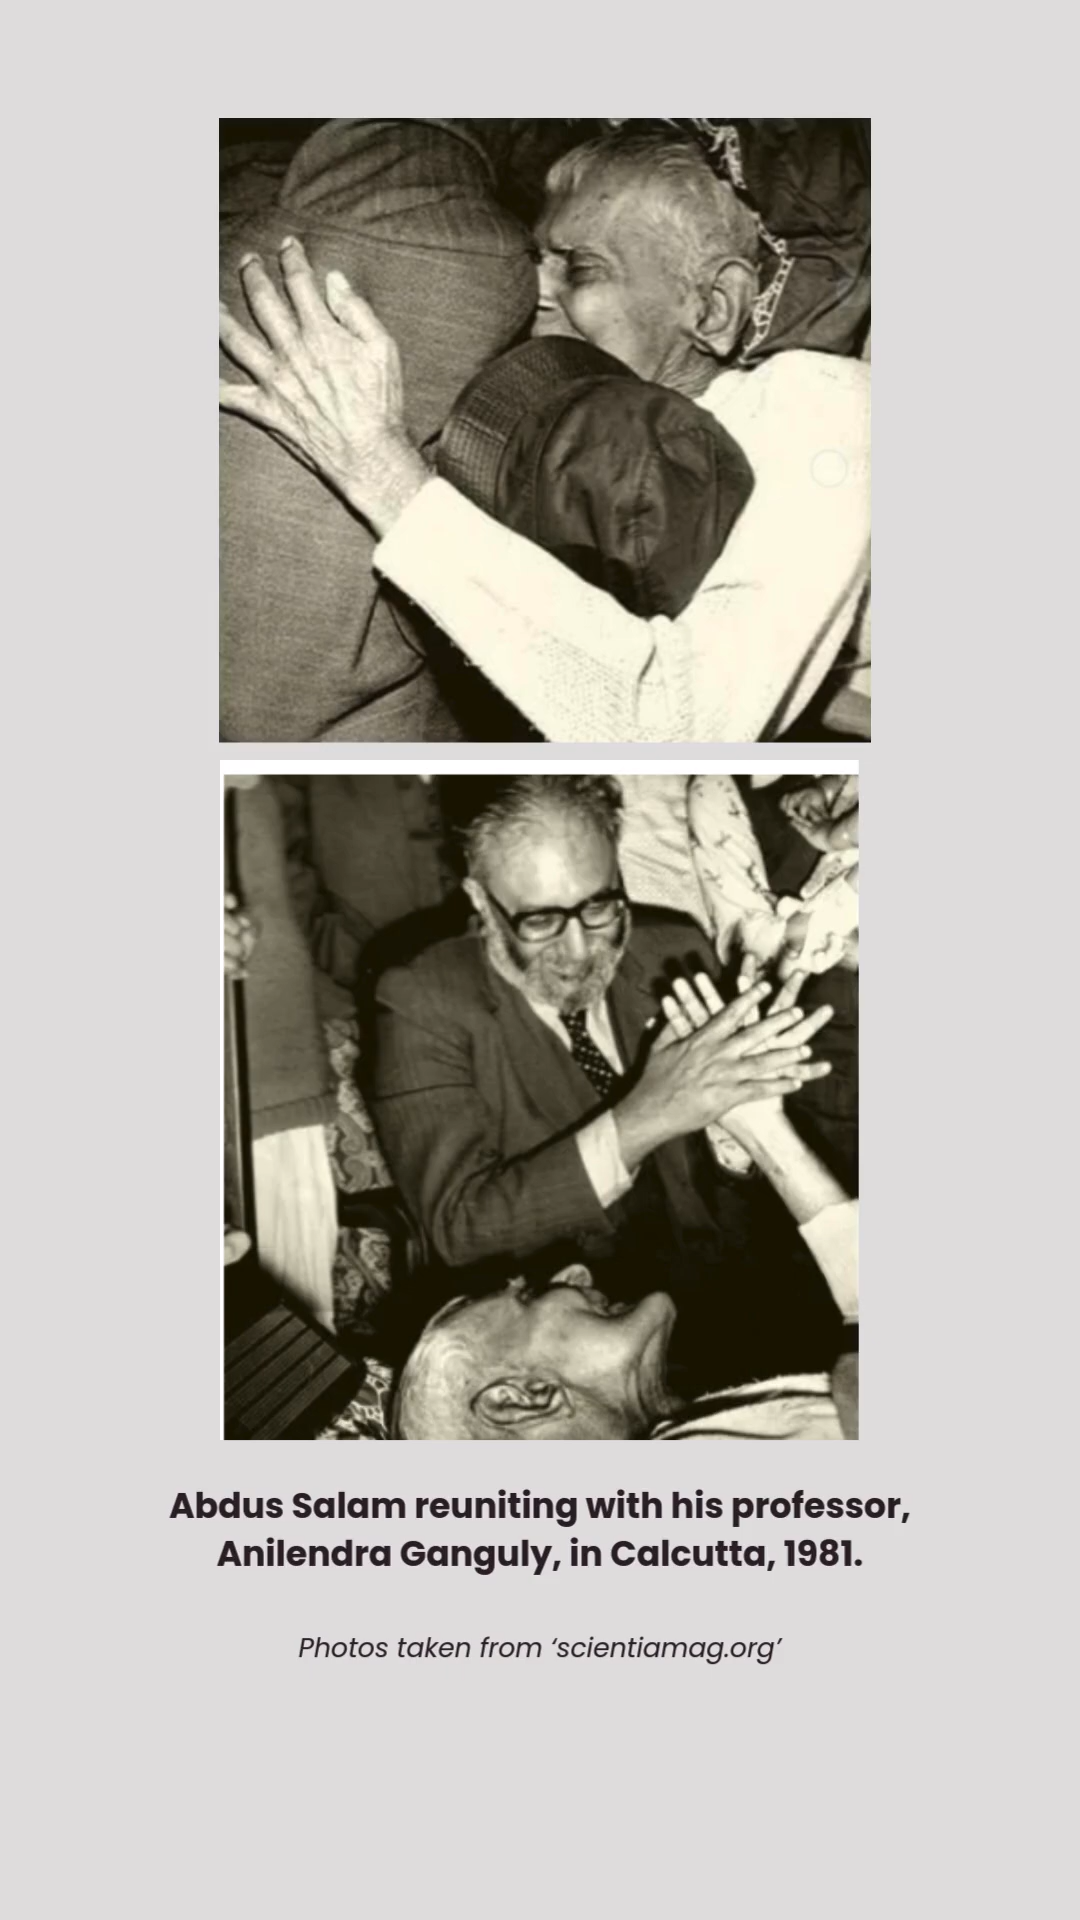 Abdus Salam reuniting with his professor,
Anilendra Ganguly, in Calcutta, 1981.
Photos taken from ‘scientiamag.org’